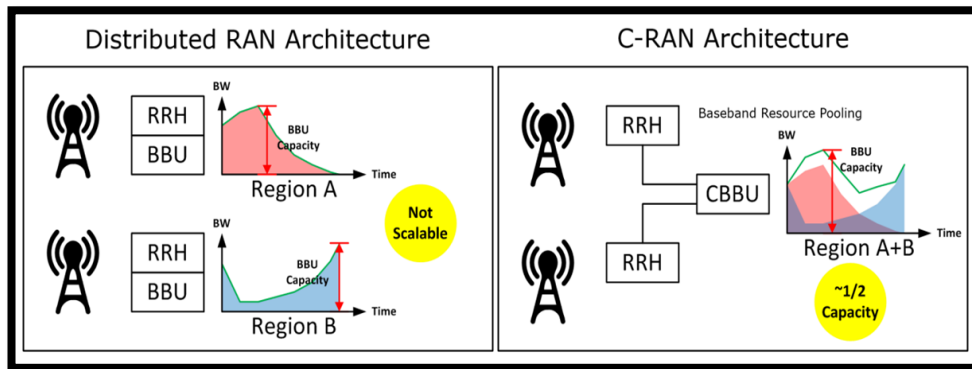 Distributed RAN Architecture
RRH
BBU
BW
BBU
Capacity
Time
Region A
RRH
BBU
BW
BBU
Capacity
Time
Region B
Not
Scalable
C-RAN Architecture
RRH
RRH
CBBU
Baseband Resource Pooling
BW
BBU
Capacity
Time
Region A+B
~1/2
Capacity